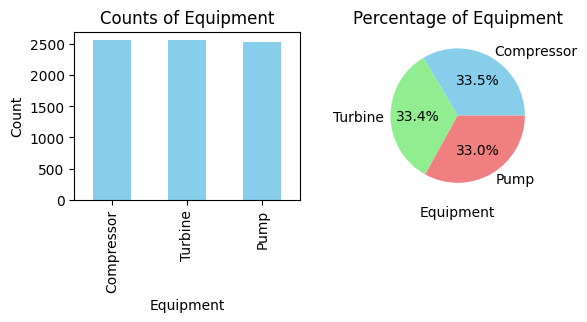 Counts of Equipment
Count
2500
2000
1500
1000
500
0
Compressor
Turbine
Pump
Equipment
Percentage of Equipment
Compressor
33.5%
Turbine
33.4%
33.0%
Pump
Equipment